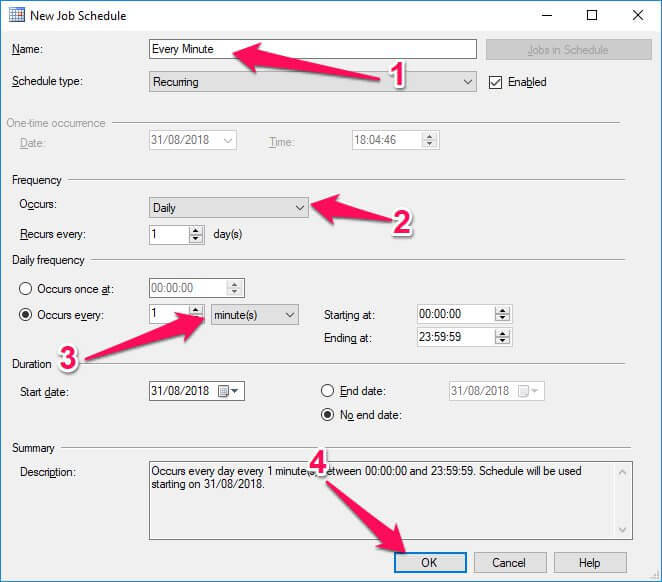 New Job Schedule
Name: Every Minute Jobs in Schedule
1
Schedule type: Recurring Enabled
One-time occurrence
Date: 31/08/2018 Time: 18:04:46
Frequency
Occurs: Daily
2
Recurs every: 1 day(s)
Daily frequency
Occurs once at: 00:00:00
Occurs every: 1 minute(s) Starting at: 00:00:00
Ending at: 23:59:59
3
Duration
Start date: 31/08/2018 End date: 31/08/2018
No end date:
Summary
4
Description: Occurs every day every 1 minute(s) between 00:00:00 and 23:59:59. Schedule will be used
starting on 31/08/2018.
OK Cancel Help